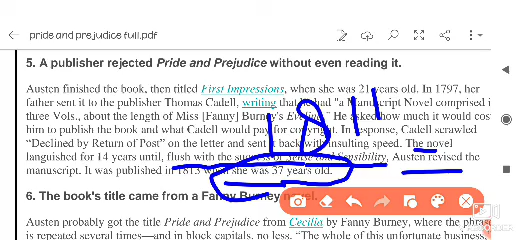 pride and prejudice full.pdf
5. A publisher rejected Pride and Prejudice without even reading it.
Austen finished the book, then titled First Impressions, when she was 21 years old. In 1797, her
father sent it to the publisher Thomas Cadell, writing that he had "a Manuscript Novel comprised i
three Vols., about the length of Miss [Fanny] Burney's He asked how much it would cost
him to publish the book and what Cadell would pay for copyright. In response, Cadell scrawled
"Declined by Return of Post" on the letter and sent it back with insulting speed. The novel
languished for 14 years until, flush with the success of Sense and Sensibility, Austen revised the
manuscript. It was published in 1813 when she was 37 years old.
1811
6. The book's title came from a Fanny Burney novel.
Austen probably got the title Pride and Prejudice from Cecilia by Fanny Burney, where the p
is repeated several times—and in block capitals, no less. "The whole of this unfortunate business,